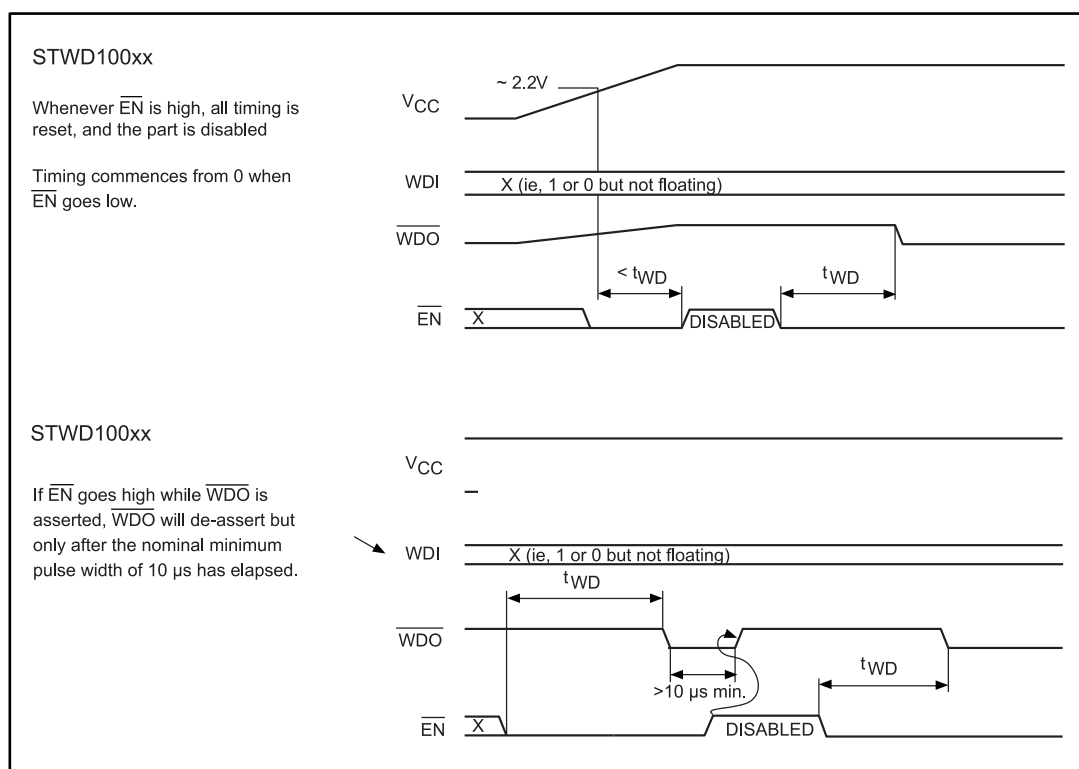 STWD100xx
Whenever EN is high, all timing is
reset, and the part is disabled
Timing commences from 0 when
EN goes low.
~ 2.2V
VCC
WDI
X (ie, 1 or 0 but not floating)
WDO
< tWD
tWD
EN
X
DISABLED
STWD100xx
If EN goes high while WDO is
asserted, WDO will de-assert but
only after the nominal minimum
pulse width of 10 µs has elapsed.
VCC
WDI
X (ie, 1 or 0 but not floating)
tWD
WDO
>10 µs min.
tWD
EN
X
DISABLED